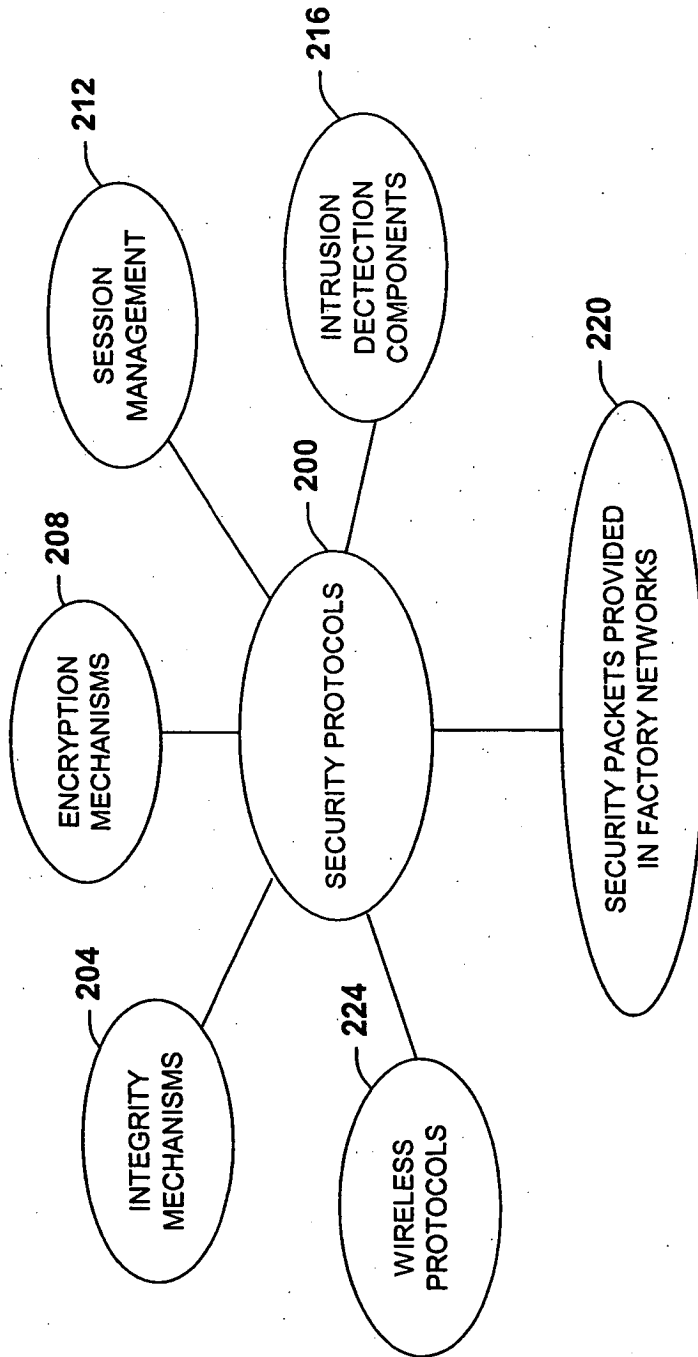 208
ENCRYPTION
MECHANISMS
212
SESSION
MANAGEMENT
204
INTEGRITY
MECHANISMS
200
SECURITY PROTOCOLS
216
INTRUSION
DECTECTION
COMPONENTS
224
WIRELESS
PROTOCOLS
220
SECURITY PACKETS PROVIDED
IN FACTORY NETWORKS